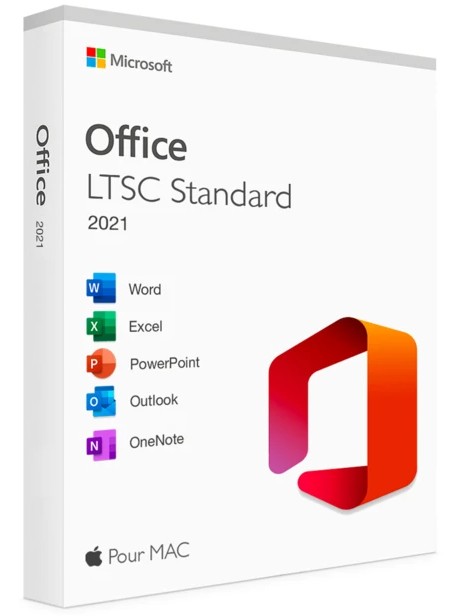 Microsoft
Office
LTSC Standard
2021
W Word
X Excel
P PowerPoint
O Outlook
N OneNote
Pour MAC
Office 2021